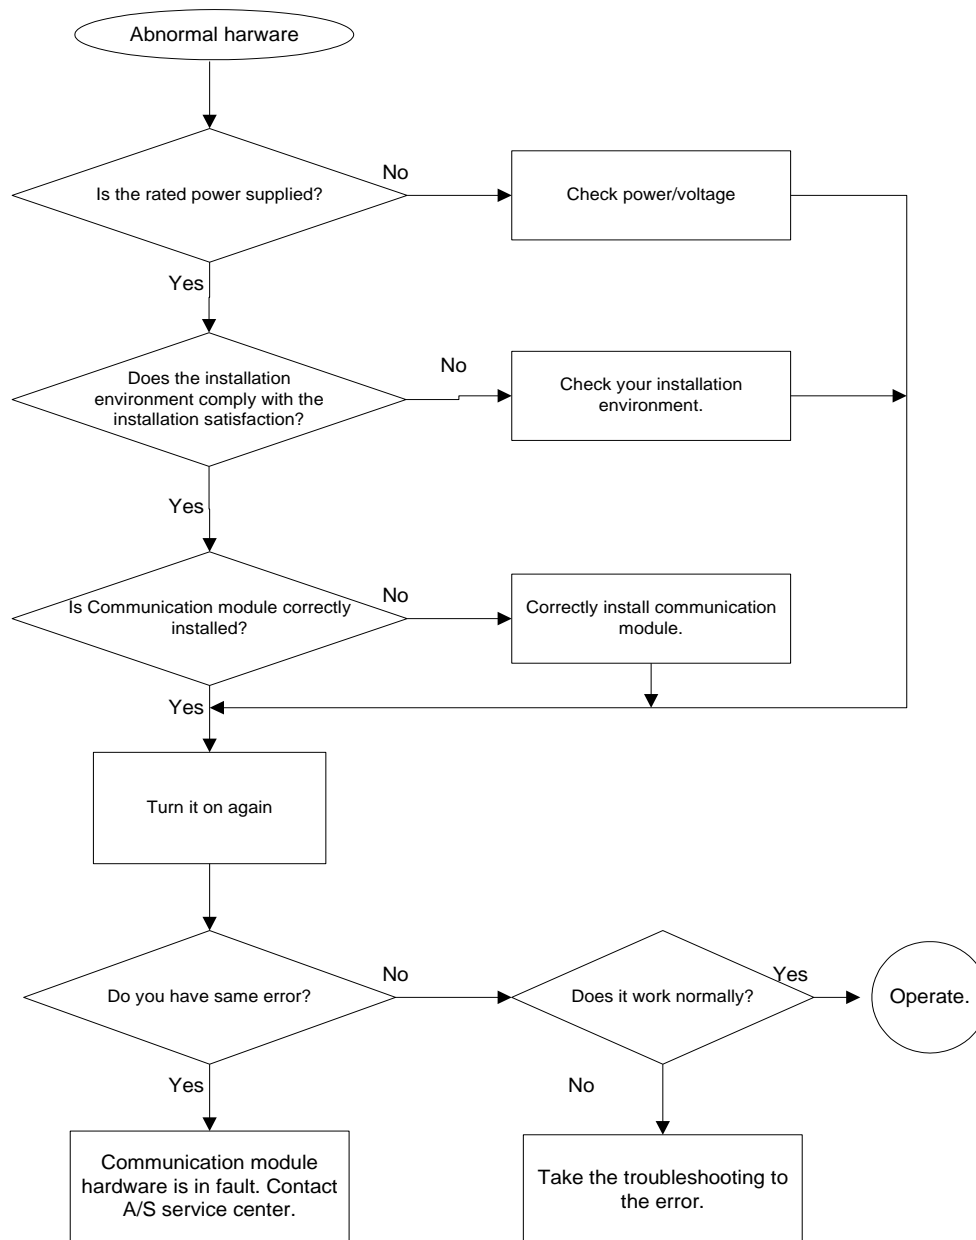 Abnormal harware
Is the rated power supplied?
No
Check power/voltage
Yes
Does the installation
environment comply with the
installation satisfaction?
No
Check your installation
environment.
Yes
Is Communication module correctly
installed?
No
Correctly install communication
module.
Yes
Turn it on again
Do you have same error?
No
Does it work normally?
Yes
Operate.
Yes
No
Communication module
hardware is in fault. Contact
A/S service center.
Take the troubleshooting to
the error.